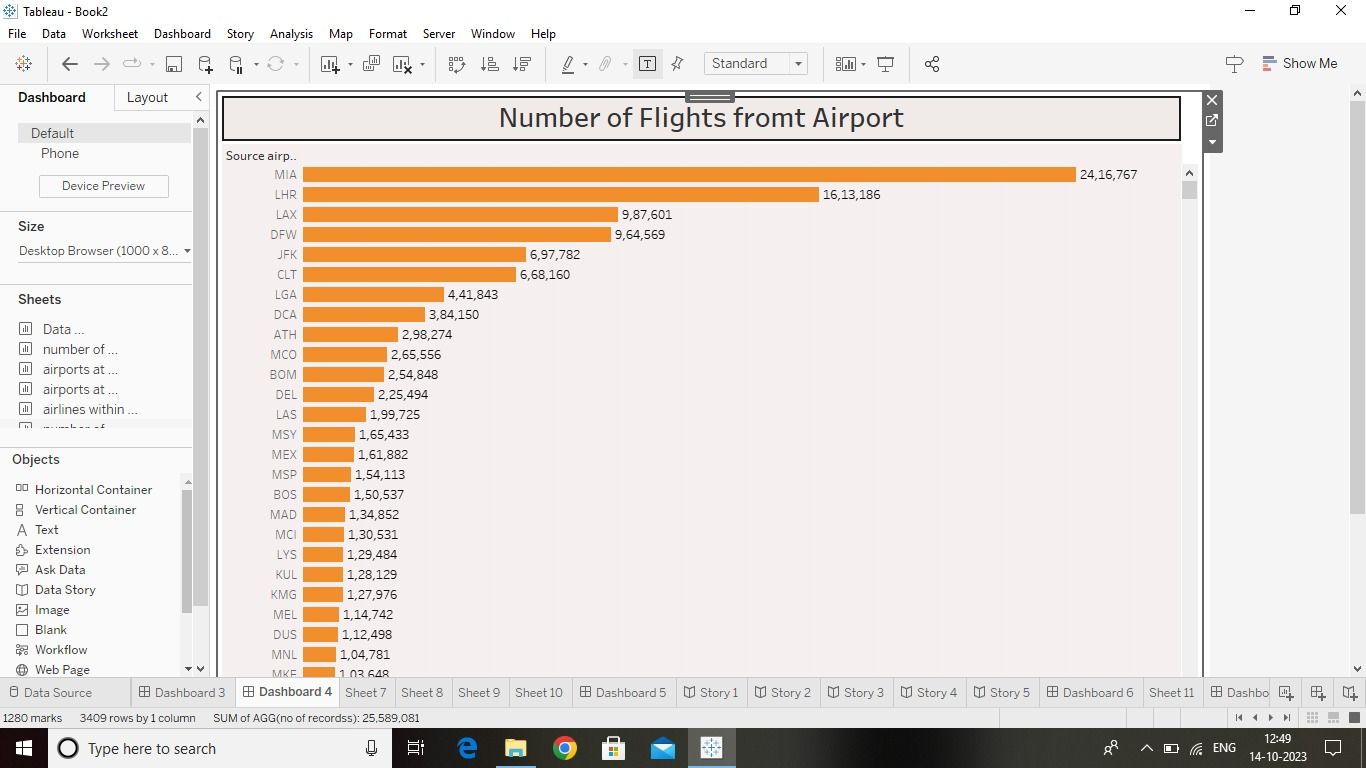 Tableau - Book2
File Data Worksheet Dashboard Story Analysis Map Format Server Window Help
Standard
Show Me
Dashboard Layout
Default
Phone
Device Preview
Size
Desktop Browser (1000 x 8...
Sheets
Data ...
number of ...
airports at ...
airports at ...
airlines within ...
number of
Objects
Horizontal Container
Vertical Container
Text
Extension
Ask Data
Data Story
Image
Blank
Workflow
Web Page
Number of Flights fromt Airport
Source airp..
MIA 24,16,767
LHR 16,13,186
LAX 9,87,601
DFW 9,64,569
JFK 6,97,782
CLT 6,68,160
LGA 4,41,843
DCA 3,84,150
ATH 2,98,274
MCO 2,65,556
BOM 2,54,848
DEL 2,25,494
LAS 1,99,725
MSY 1,65,433
MEX 1,61,882
MSP 1,54,113
BOS 1,50,537
MAD 1,34,852
MCI 1,30,531
LYS 1,29,484
KUL 1,28,129
KMG 1,27,976
MEL 1,14,742
DUS 1,12,498
MNL 1,04,781
MKE 1,03,648
Data Source Dashboard 3 Dashboard 4 Sheet 7 Sheet 8 Sheet 9 Sheet 10 Dashboard 5 Story 1 Story 2 Story 3 Story 4 Story 5 Dashboard 6 Sheet 11 Dashbo
1280 marks 3409 rows by 1 column SUM of AGG(no of recordss): 25,589,081
Type here to search
ENG
12:49
14-10-2023